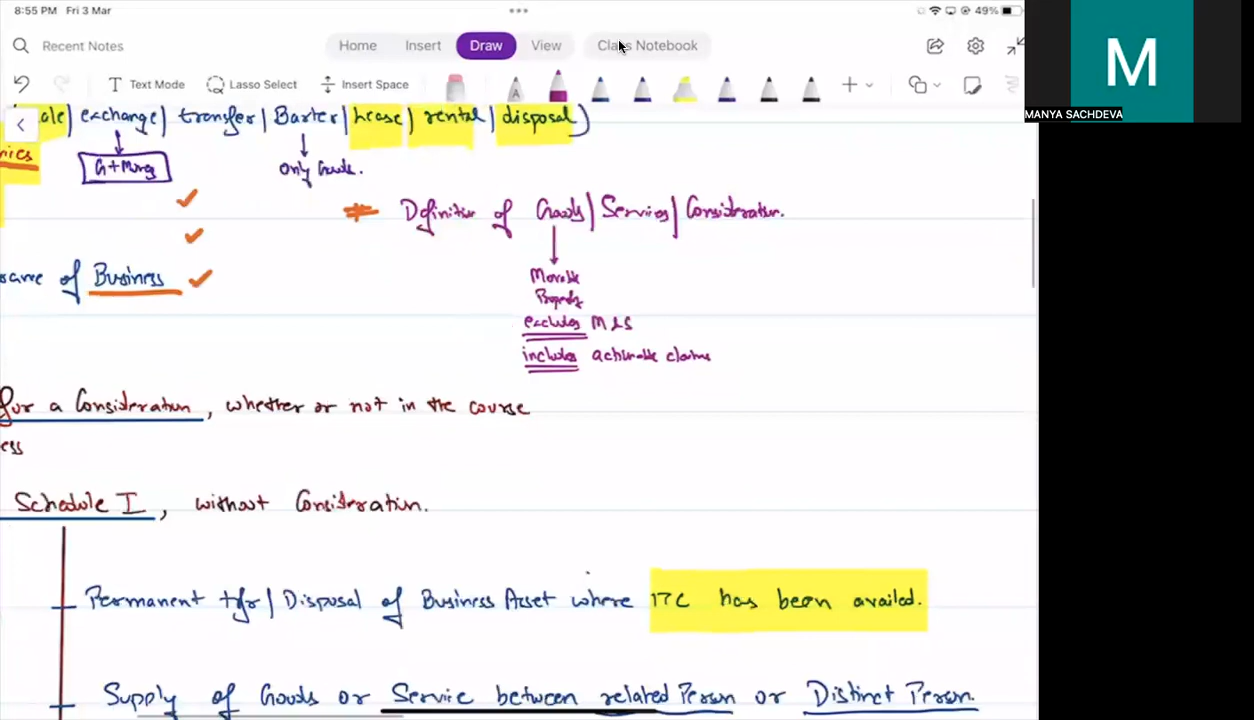 8:55 PM Fri 3 Mar
49%
M
MANYA SACHDEVA
Recent Notes
Home Insert Draw View Class Notebook
Text Mode Lasso Select Insert Space
ale | exchange | transfer | Barter | Lease | rental | disposal )
G + Money
Only Goods.
Definition of Goods | Services | Consideration.
Movable
Property
excludes M & S
includes actionable claims
of Business
for a Consideration, whether or not in the course
ess
Schedule I, without Consideration.
Permanent tfr | Disposal of Business Asset where ITC has been availed.
Supply of Goods or Service between related Person or Distinct Person.